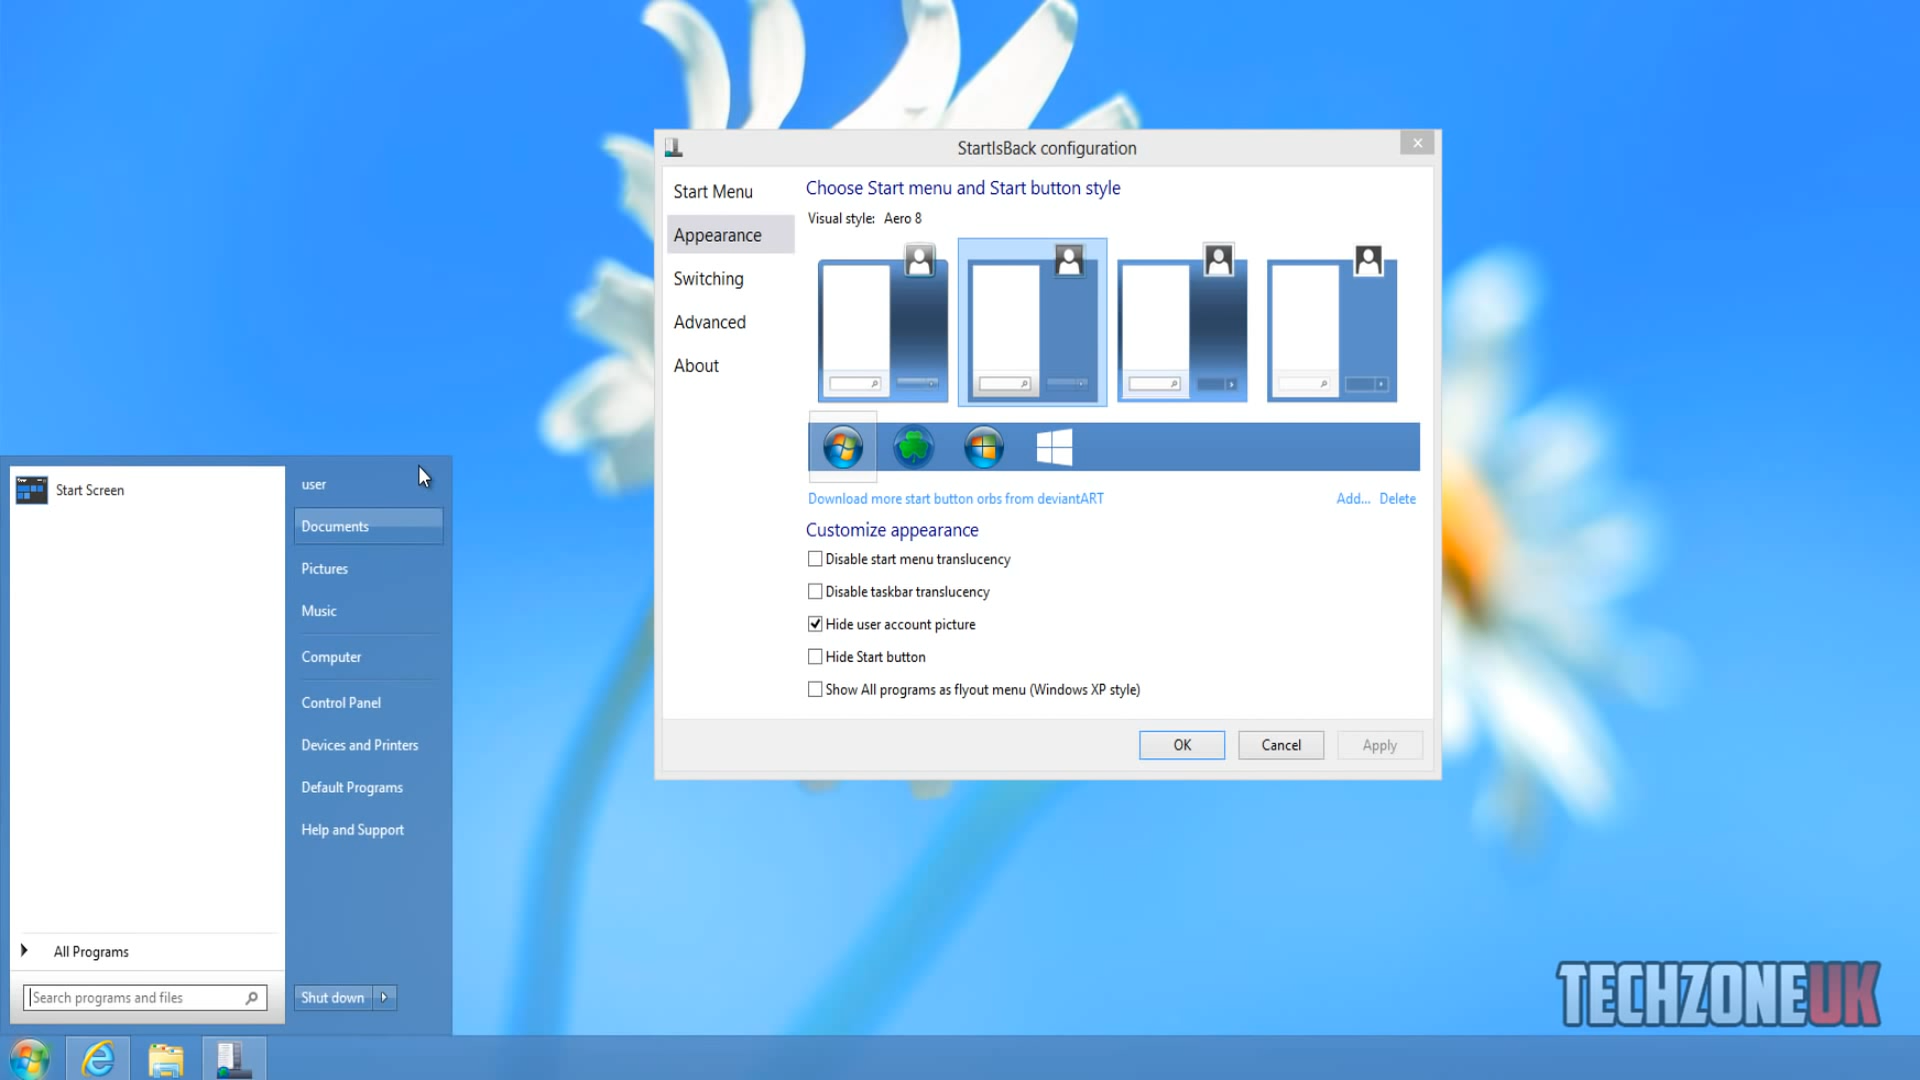 StartIsBack configuration
Start Menu
Appearance
Switching
Advanced
About
Choose Start menu and Start button style
Visual style: Aero 8
Download more start button orbs from deviantART
Add... Delete
Customize appearance
Disable start menu translucency
Disable taskbar translucency
Hide user account picture
Hide Start button
Show All programs as flyout menu (Windows XP style)
OK
Cancel
Apply
Start Screen
All Programs
Search programs and files
user
Documents
Pictures
Music
Computer
Control Panel
Devices and Printers
Default Programs
Help and Support
Shut down
TECHZONEUK